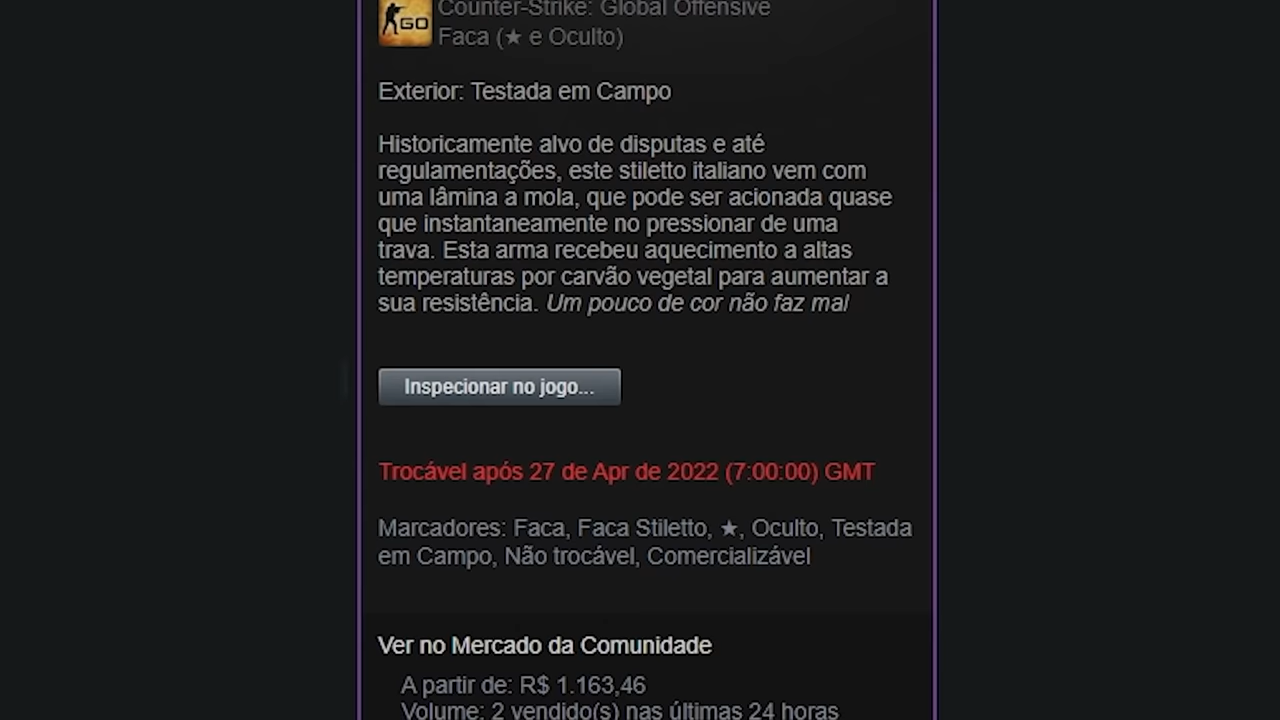 Counter-Strike: Global Offensive
GO
Faca (★ e Oculto)
Exterior: Testada em Campo
Historicamente alvo de disputas e até
regulamentações, este stiletto italiano vem com
uma lâmina a mola, que pode ser acionada quase
que instantaneamente no pressionar de uma
trava. Esta arma recebeu aquecimento a altas
temperaturas por carvão vegetal para aumentar a
sua resistência. Um pouco de cor não faz mal
Inspecionar no jogo...
Trocável após 27 de Apr de 2022 (7:00:00) GMT
Marcadores: Faca, Faca Stiletto, ★, Oculto, Testada
em Campo, Não trocável, Comercializável
Ver no Mercado da Comunidade
A partir de: R$ 1.163,46
Volume: 2 vendido(s) nas últimas 24 horas